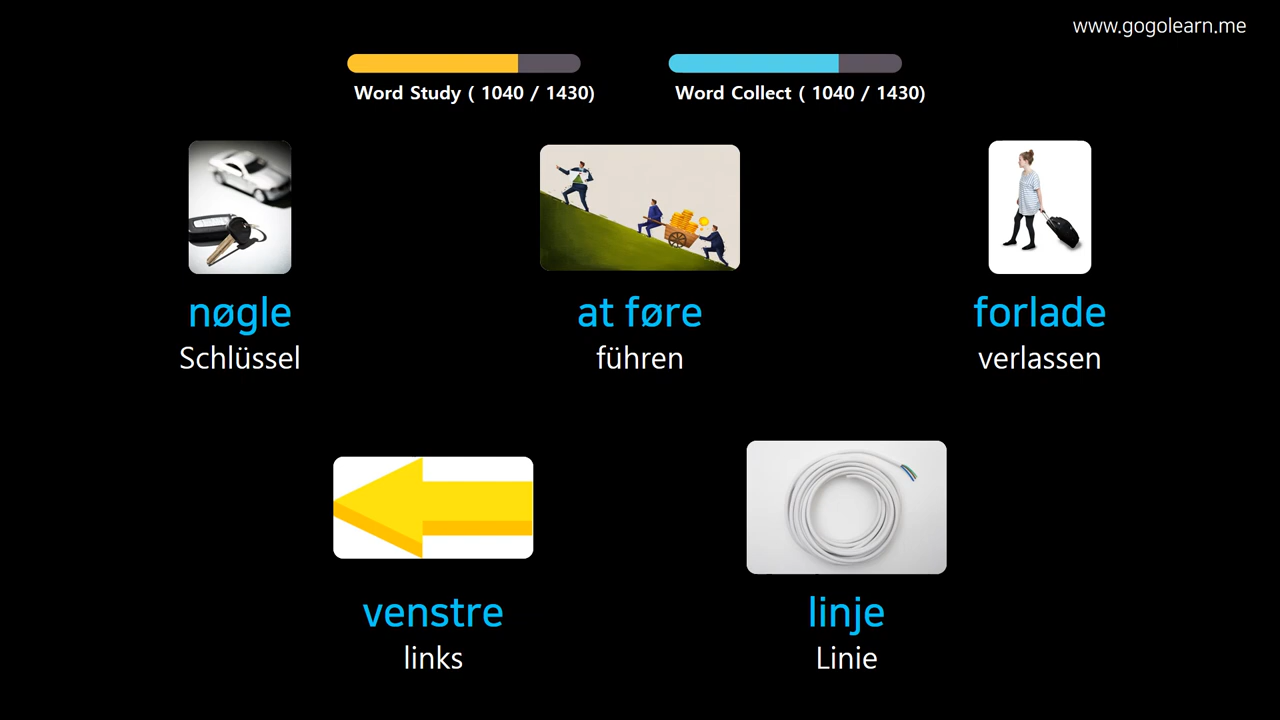 www.gogolearn.me
Word Study ( 1040 / 1430)
Word Collect ( 1040 / 1430)
nøgle
Schlüssel
at føre
führen
forlade
verlassen
venstre
links
linje
Linie